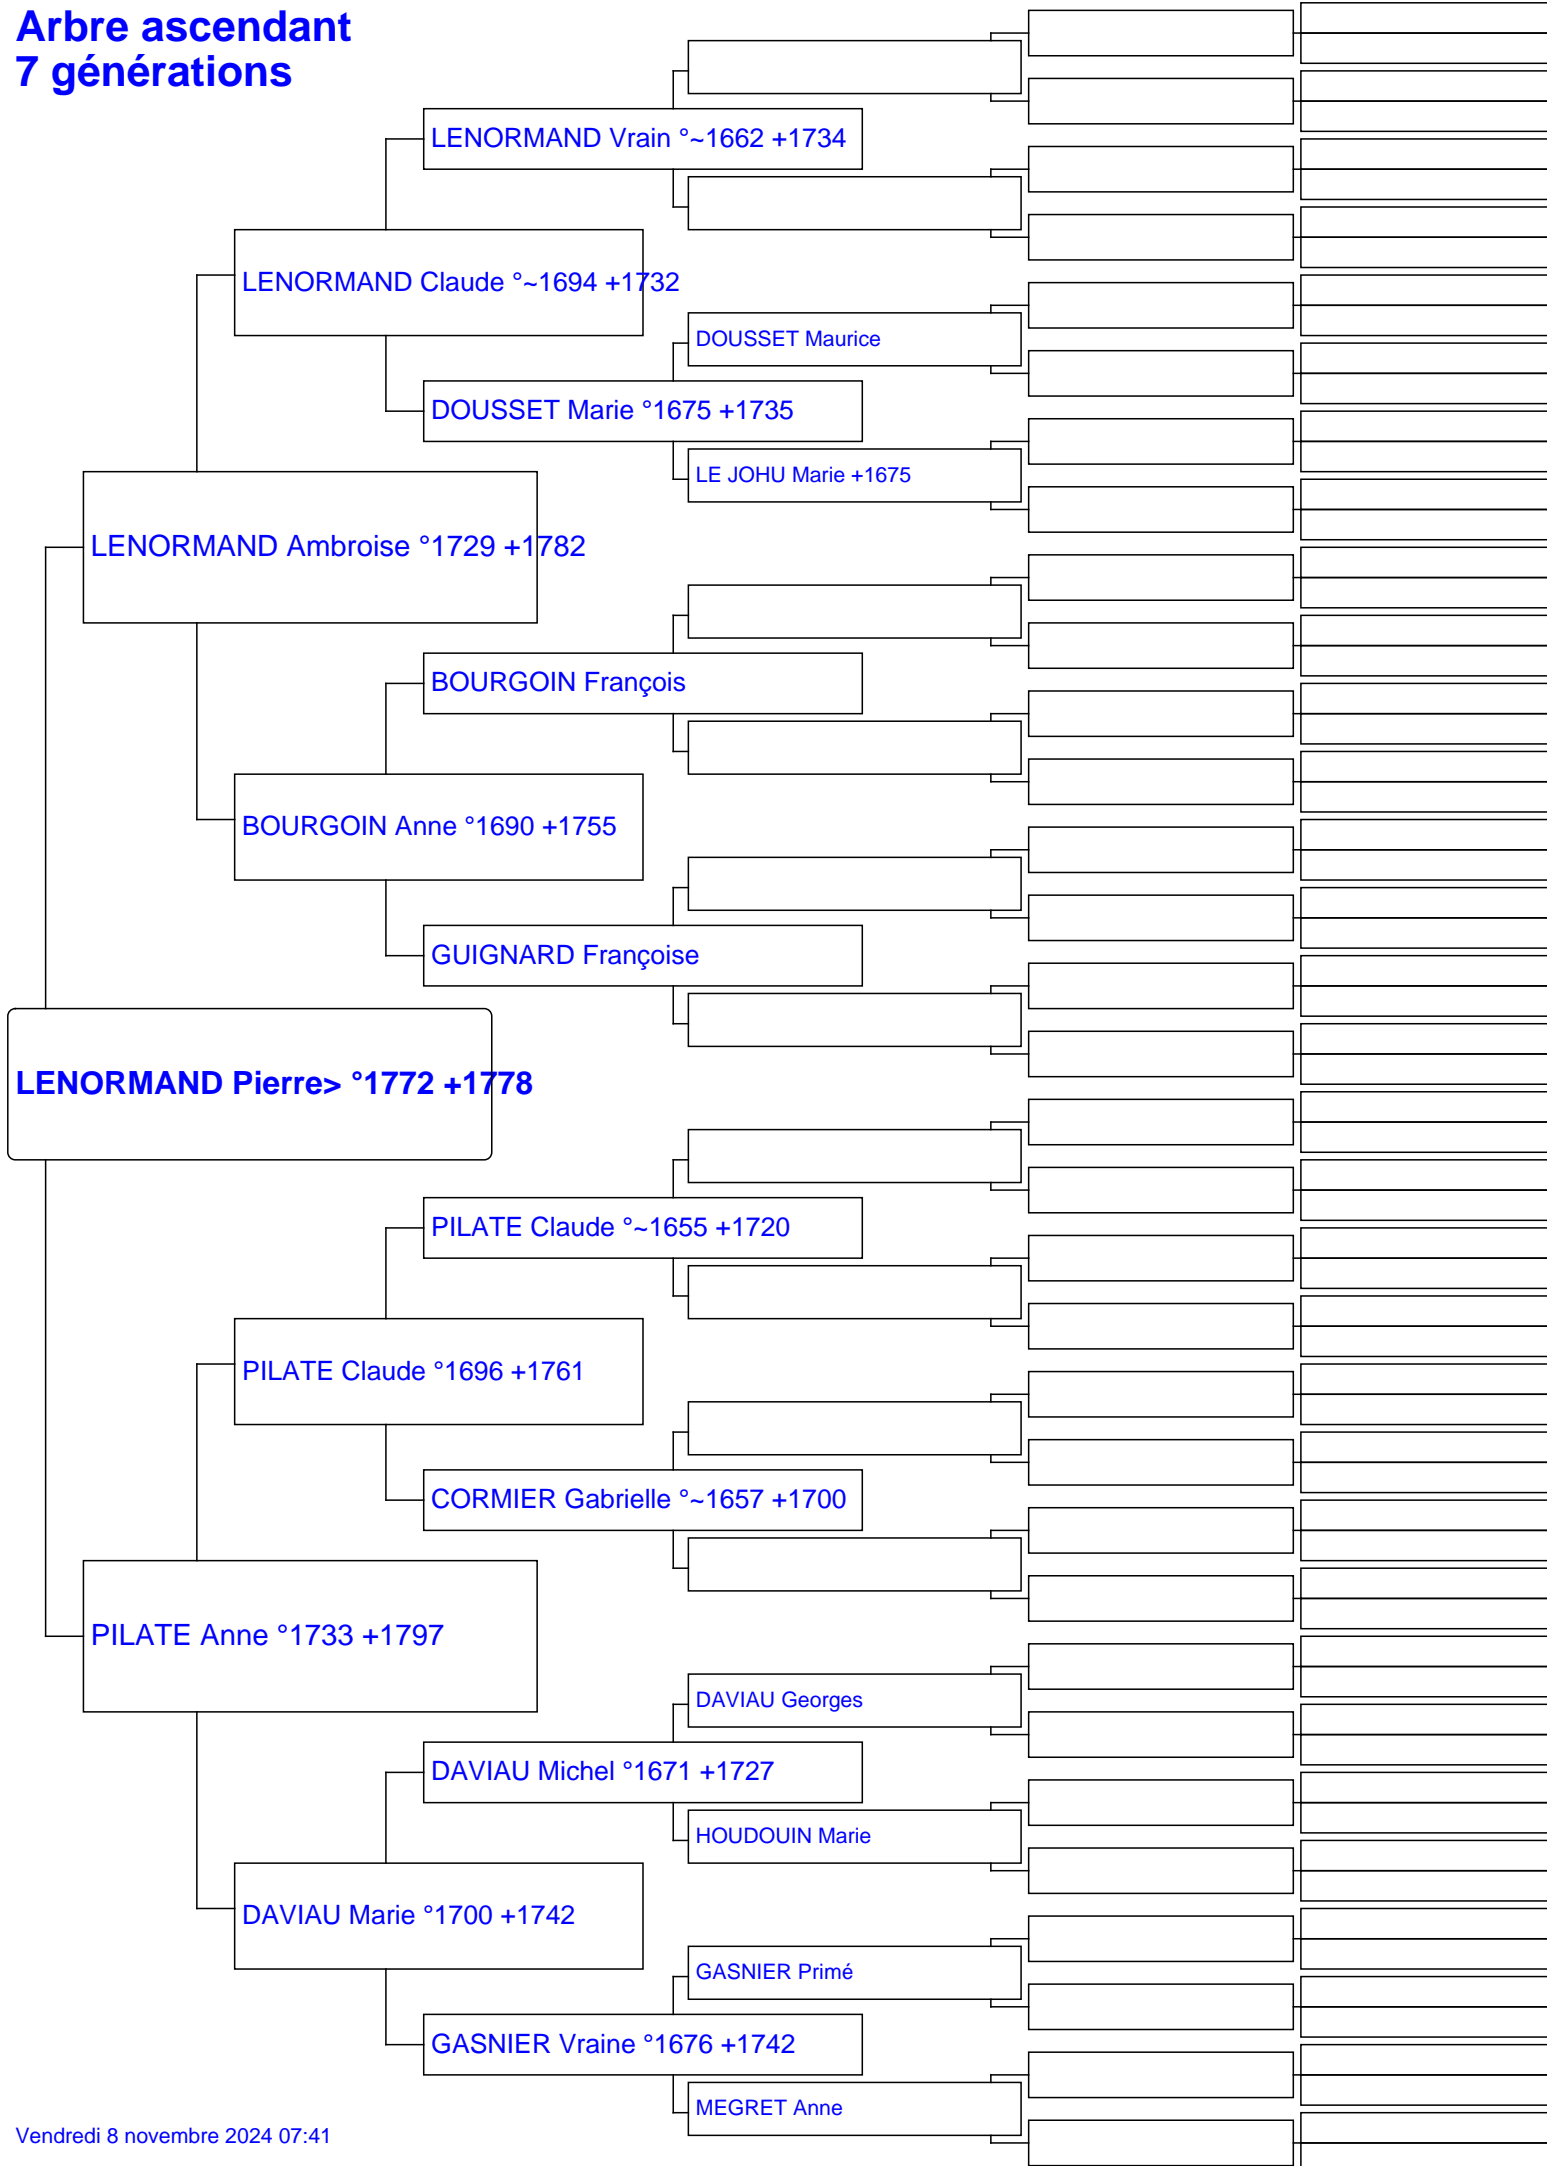 Arbre ascendant
7 générations
LENORMAND Vrain °~1662 +1734
LENORMAND Claude °~1694 +1732
DOUSSET Maurice
DOUSSET Marie °1675 +1735
LE JOHU Marie +1675
LENORMAND Ambroise °1729 +1782
BOURGOIN François
BOURGOIN Anne °1690 +1755
GUIGNARD Françoise
LENORMAND Pierre> °1772 +1778
PILATE Claude °~1655 +1720
PILATE Claude °1696 +1761
CORMIER Gabrielle °~1657 +1700
PILATE Anne °1733 +1797
DAVIAU Georges
DAVIAU Michel °1671 +1727
HOUDOUIN Marie
DAVIAU Marie °1700 +1742
GASNIER Primé
GASNIER Vraine °1676 +1742
MEGRET Anne
Vendredi 8 novembre 2024 07:41